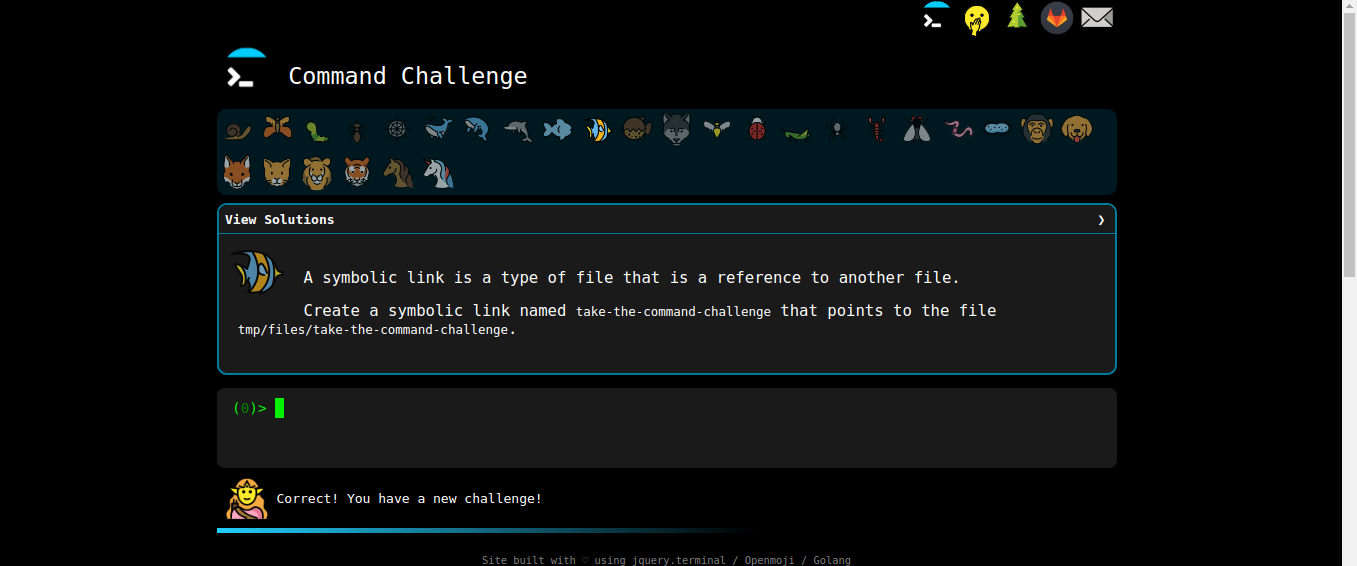 Command Challenge
View Solutions
A symbolic link is a type of file that is a reference to another file.
Create a symbolic link named take-the-command-challenge that points to the file
tmp/files/take-the-command-challenge.
(0)>
Correct! You have a new challenge!
Site built with ♡ using jquery.terminal / Openmoji / Golang